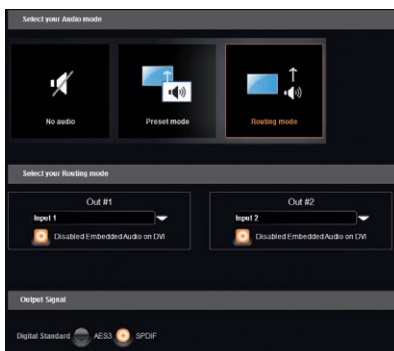 Select your Audio mode
No audio
Preset mode
Routing mode
Select your Routing mode
Out #1
Out #2
Input 1
Input 2
Disabled Embedded Audio on DVI
Disabled Embedded Audio on DVI
Output Signal
Digital Standard AES3 SPDIF